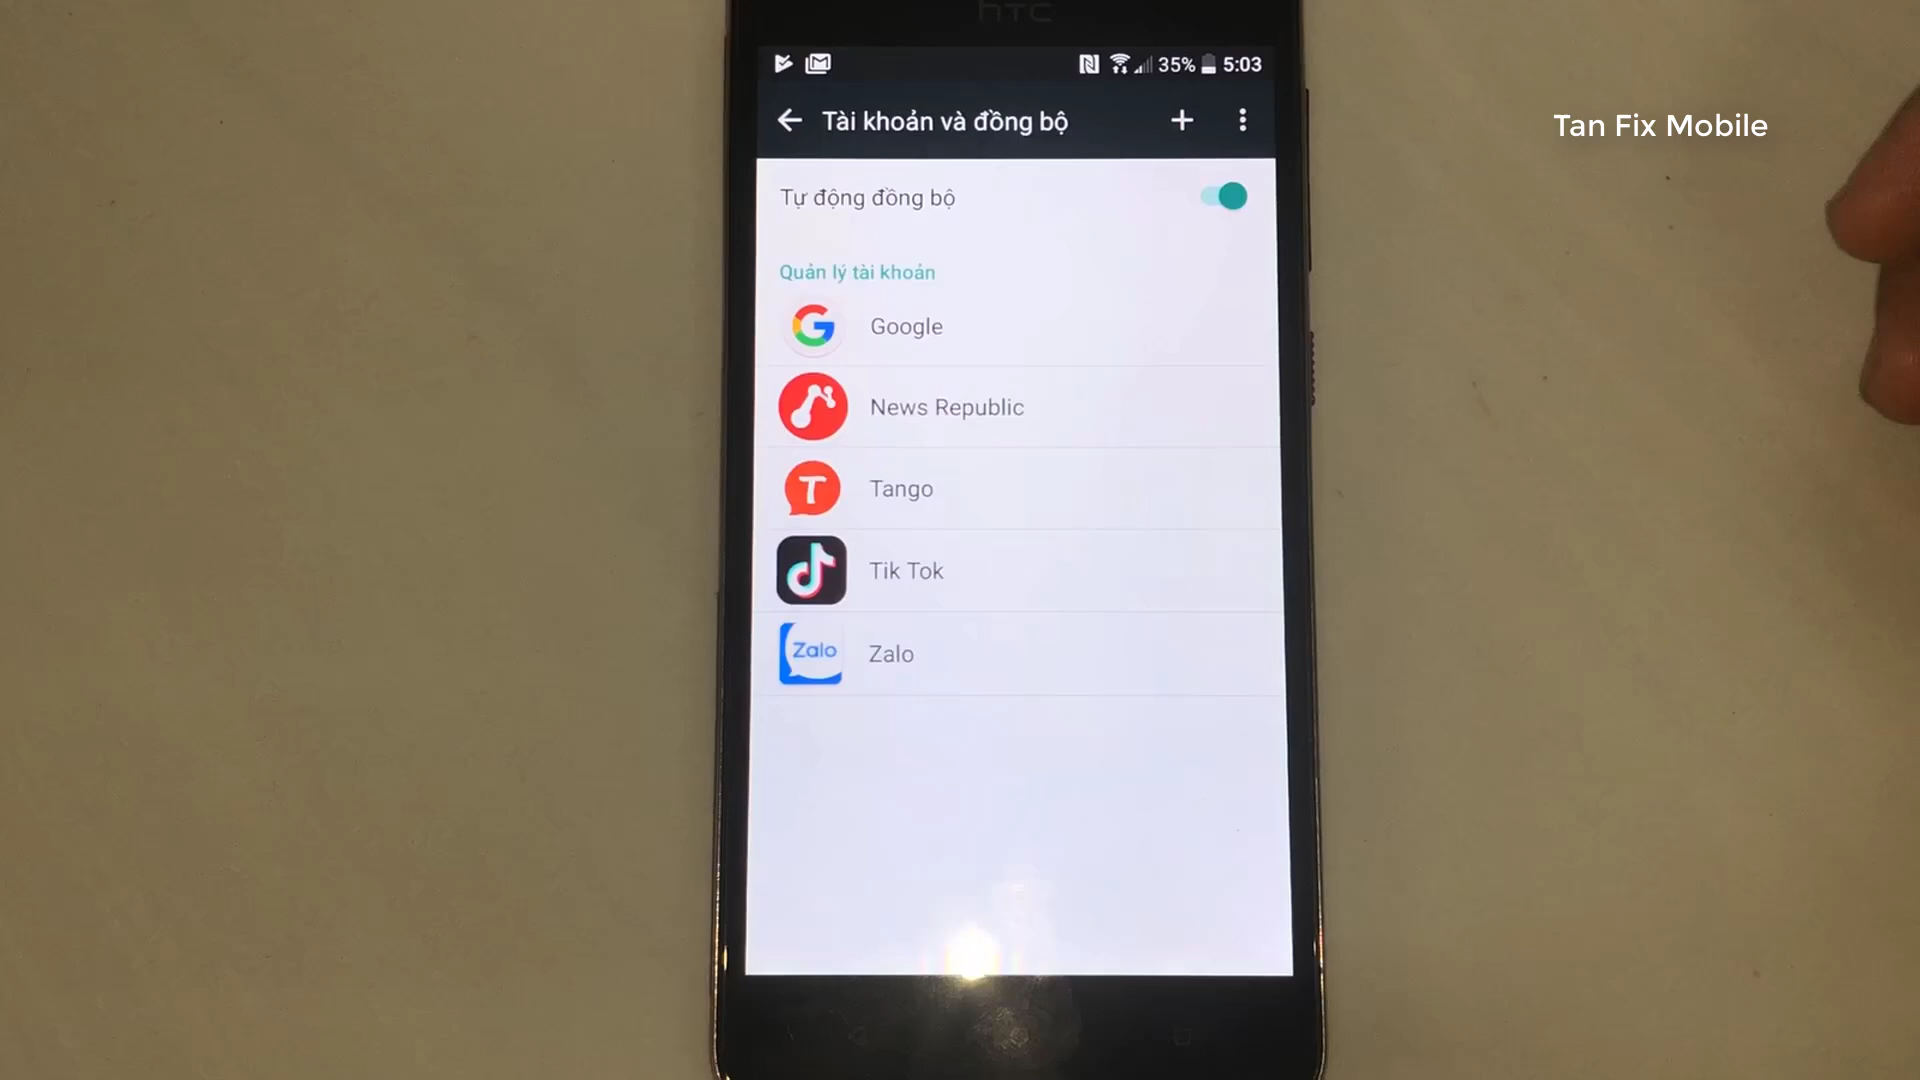 hTC
35% 5:03
Tài khoản và đồng bộ
Tan Fix Mobile
Tự động đồng bộ
Quản lý tài khoản
Google
News Republic
T Tango
Tik Tok
Zalo Zalo